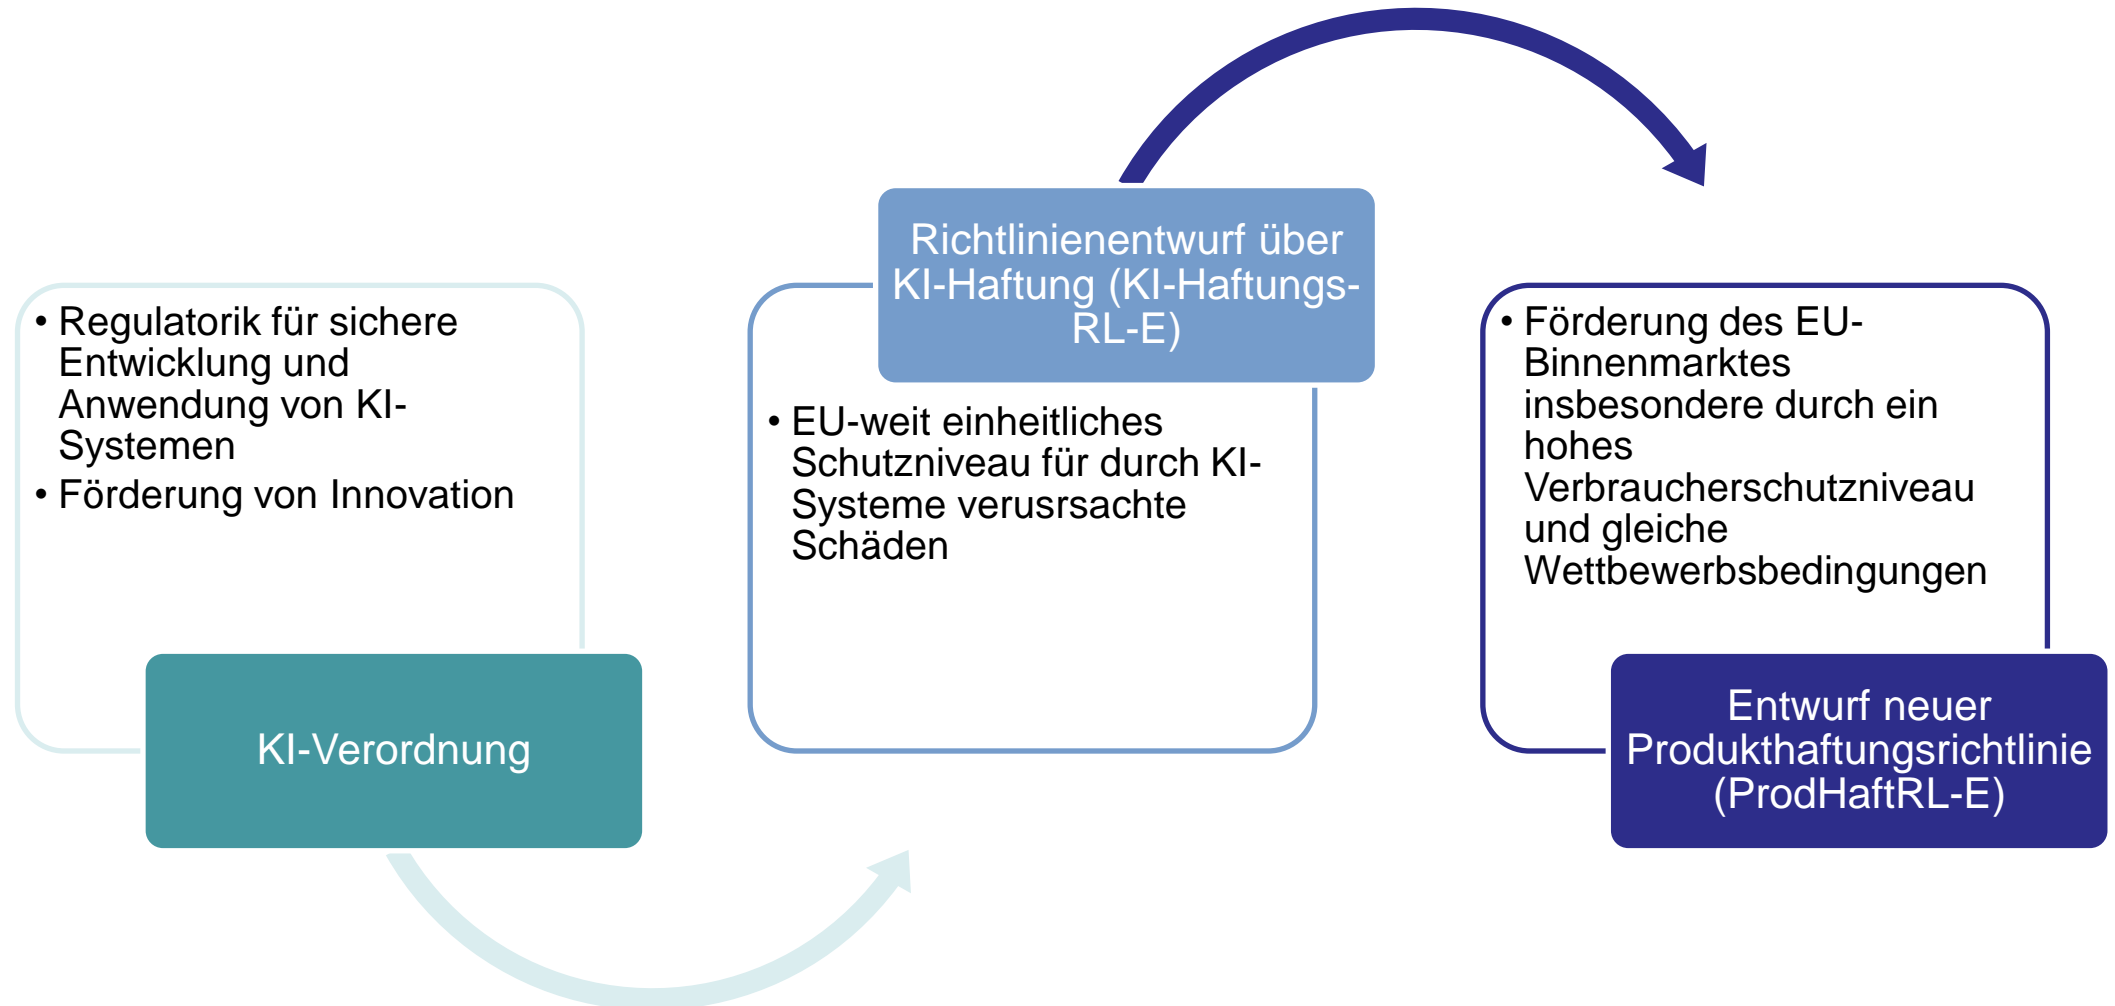 • Regulatorik für sichere
Entwicklung und
Anwendung von KI-
Systemen
• Förderung von Innovation
KI-Verordnung
Richtlinienentwurf über
KI-Haftung (KI-Haftungs-
RL-E)
• EU-weit einheitliches
Schutzniveau für durch KI-
Systeme verusrsachte
Schäden
• Förderung des EU-
Binnenmarktes
insbesondere durch ein
hohes
Verbraucherschutzniveau
und gleiche
Wettbewerbsbedingungen
Entwurf neuer
Produkthaftungsrichtlinie
(ProdHaftRL-E)